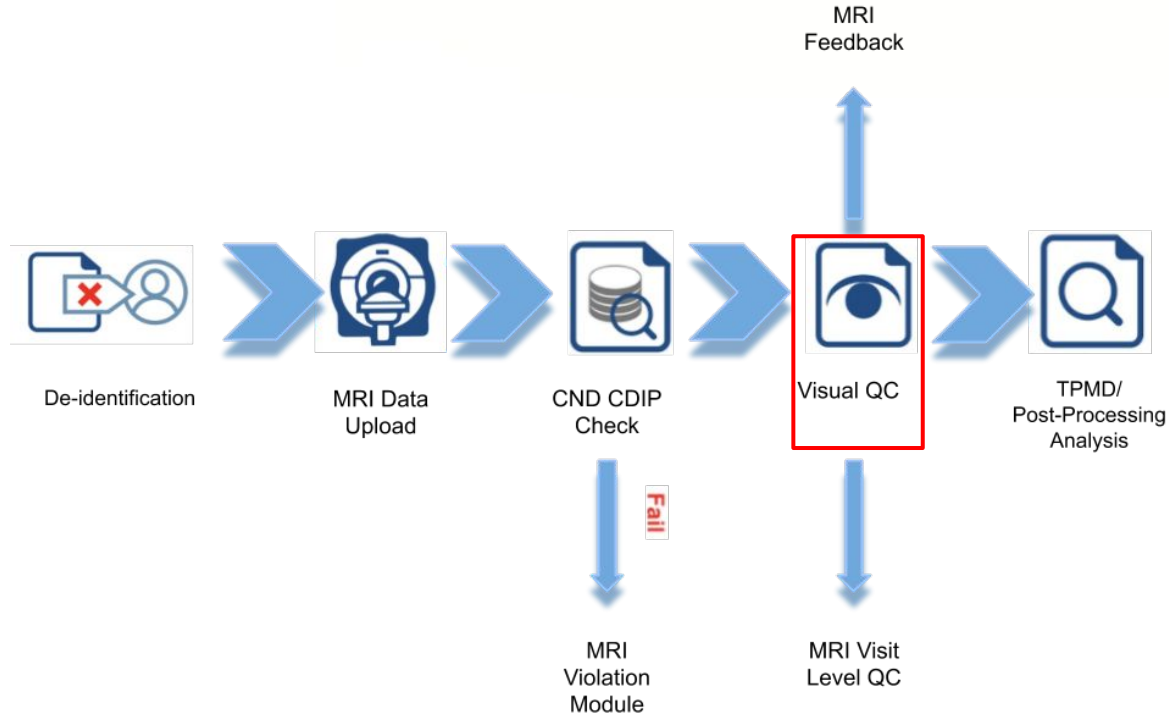 MRI
Feedback
De-identification
MRI Data
Upload
CND CDIP
Check
Visual QC
TPMD/
Post-Processing
Analysis
Fail
MRI
Violation
Module
MRI Visit
Level QC